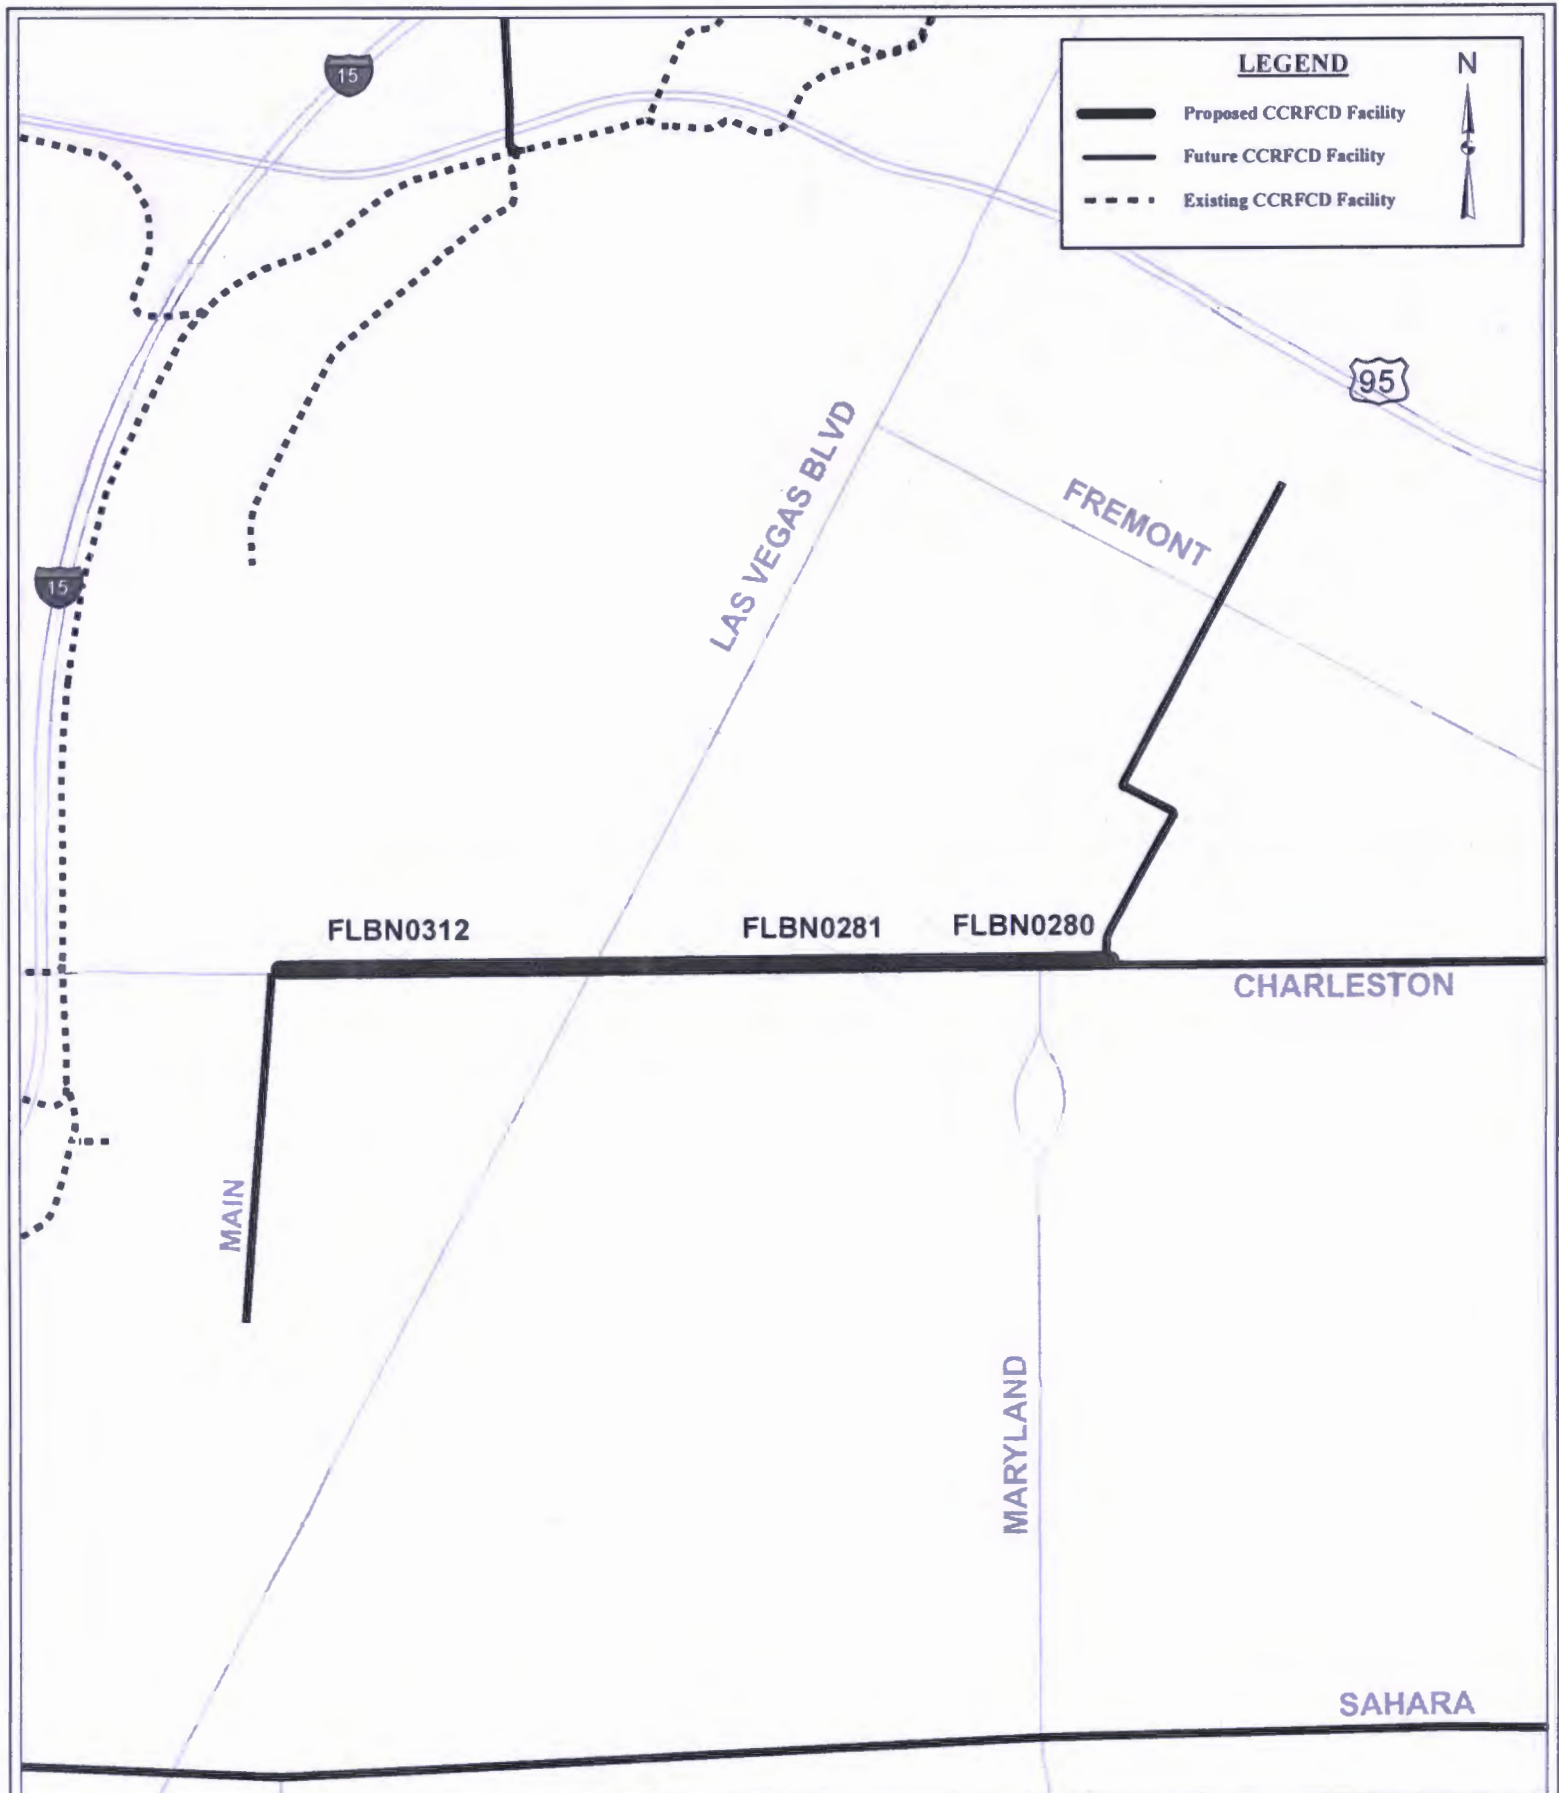 15
LEGEND
N
Proposed CCRFCD Facility
Future CCRFCD Facility
Existing CCRFCD Facility
95
LAS VEGAS BLVD
FREMONT
15
FLBN0312
FLBN0281
FLBN0280
CHARLESTON
MAIN
MARYLAND
SAHARA